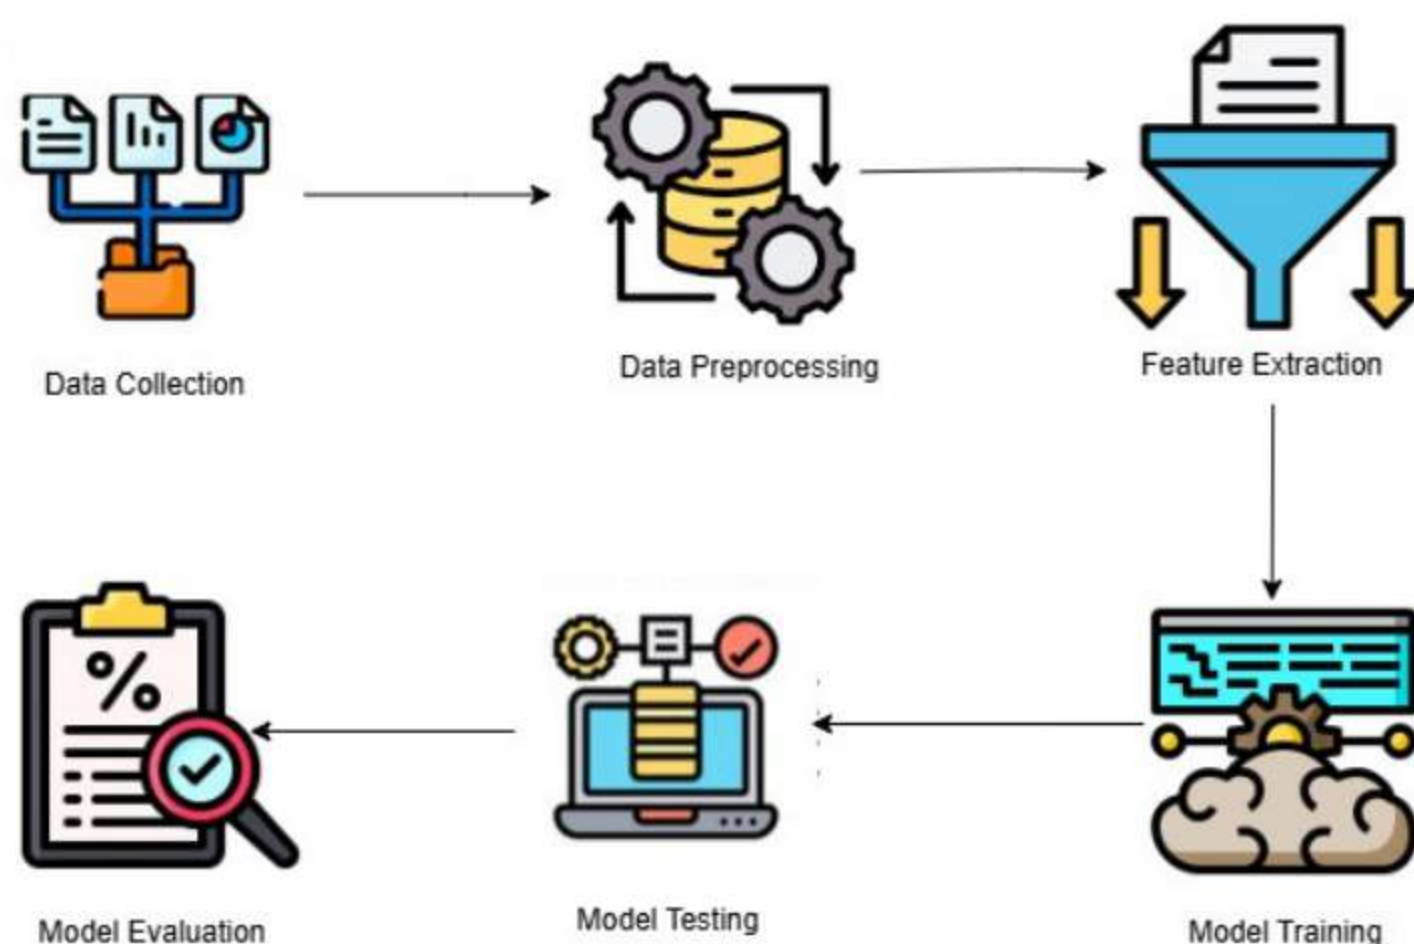 Data Collection
Data Preprocessing
Feature Extraction
Model Evaluation
Model Testing
Model Training